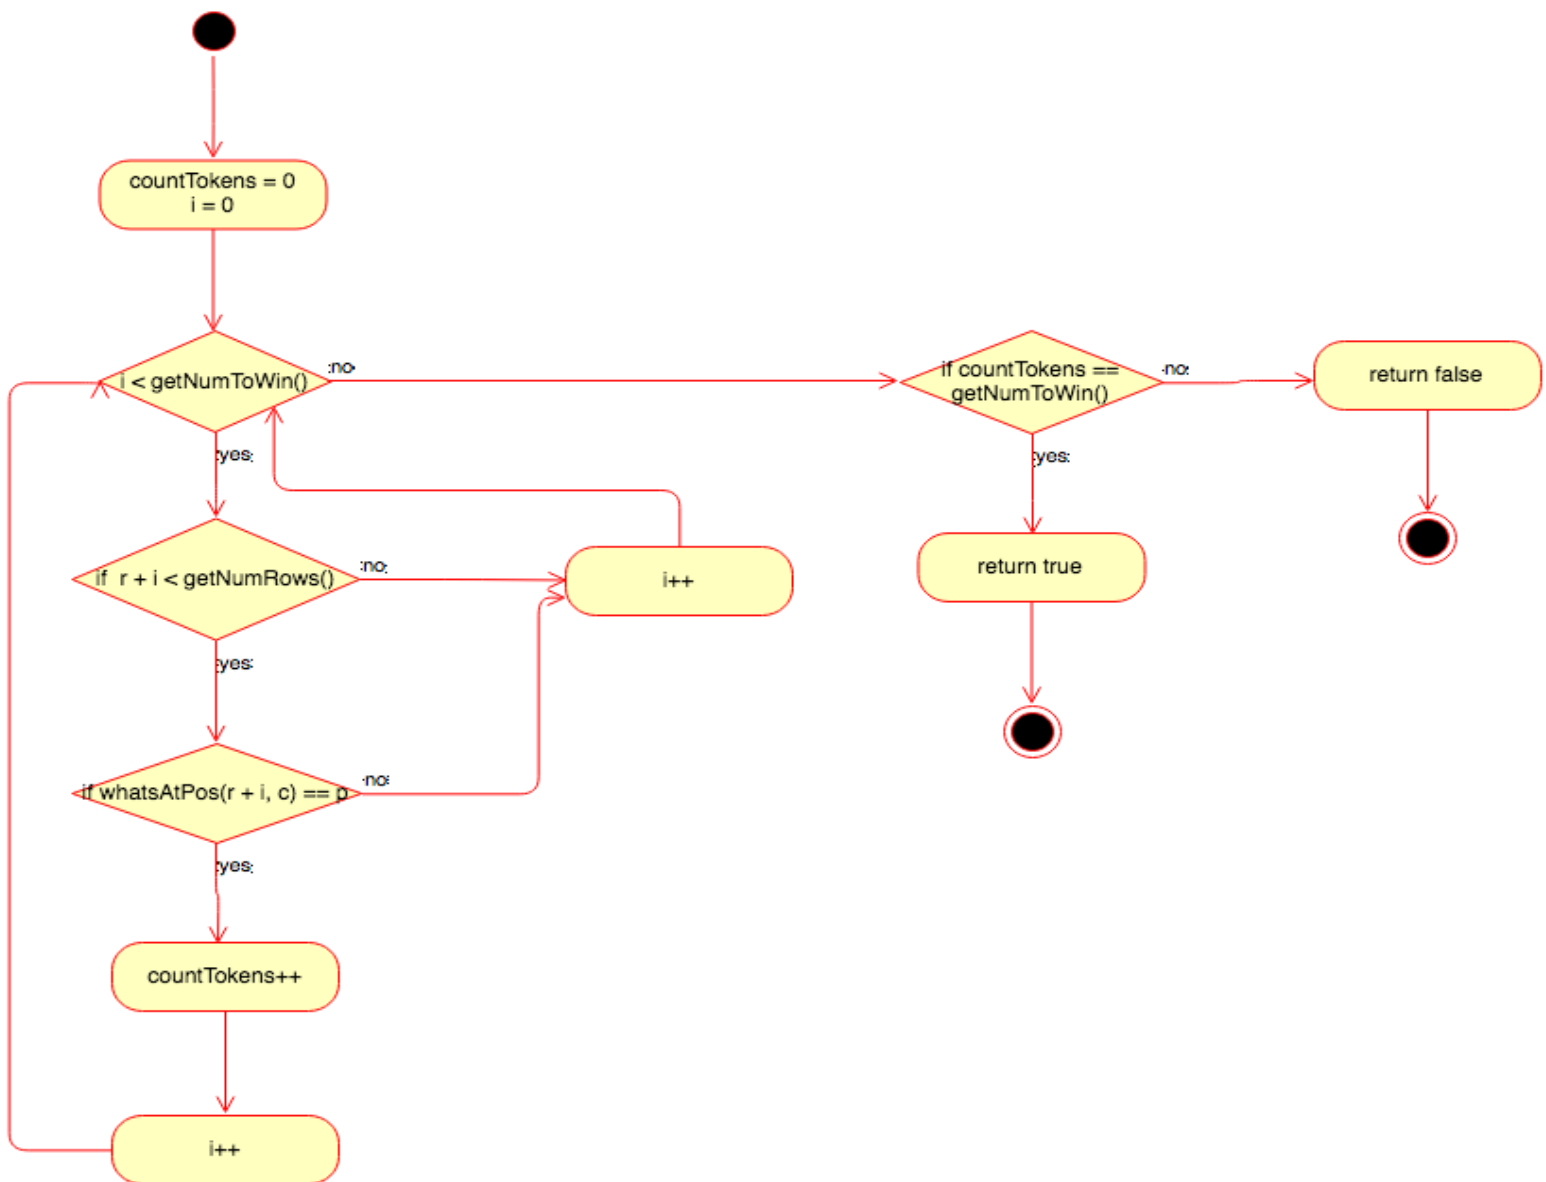 countTokens = 0
i = 0
i < getNumToWin()
:no
if countTokens ==
getNumToWin()
:no:
return false
:yes:
:yes:
return true
if r + i < getNumRows()
:no:
i++
:yes:
if whatsAtPos(r + i, c) == p
:no:
:yes:
countTokens++
i++